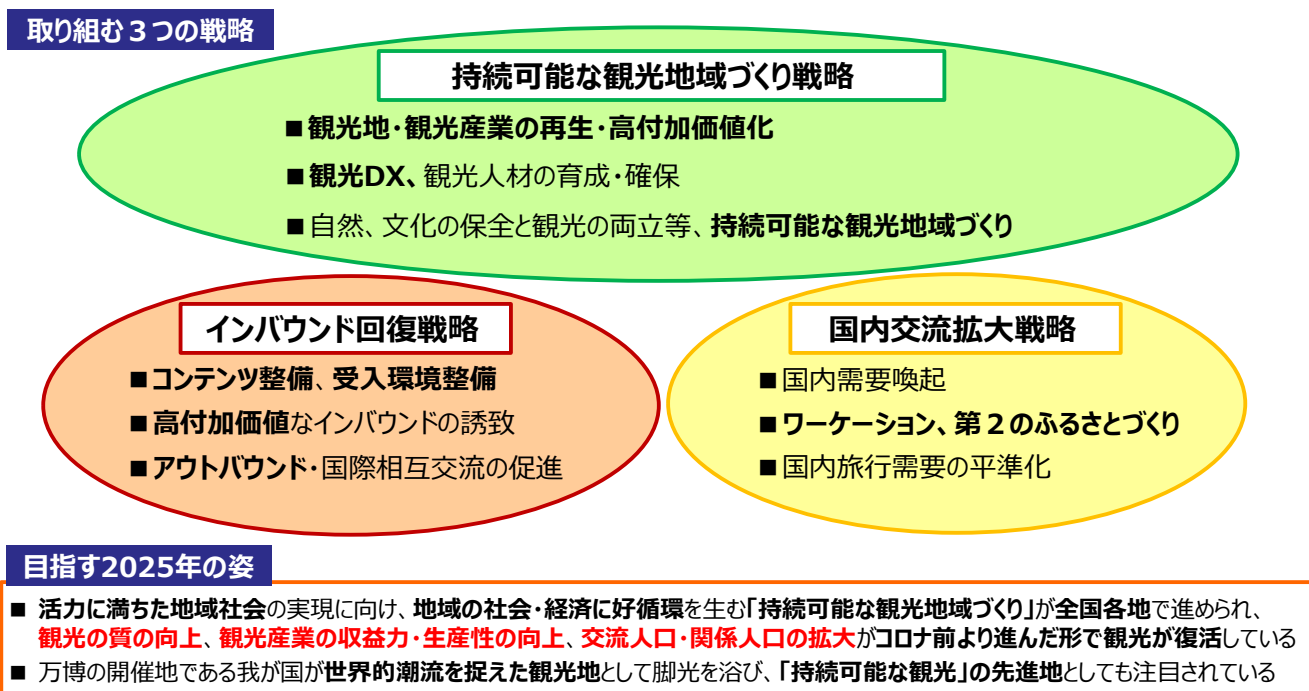 取り組む３つの戦略
持続可能な観光地域づくり戦略
■観光地・観光産業の再生・高付加価値化
■観光DX、観光人材の育成・確保
■自然、文化の保全と観光の両立等、持続可能な観光地域づくり
インバウンド回復戦略
■コンテンツ整備、受入環境整備
■高付加価値なインバウンドの誘致
■アウトバウンド・国際相互交流の促進
国内交流拡大戦略
■国内需要喚起
■ワーケーション、第２のふるさとづくり
■国内旅行需要の平準化
目指す2025年の姿
■ 活力に満ちた地域社会の実現に向け、地域の社会・経済に好循環を生む「持続可能な観光地域づくり」が全国各地で進められ、
観光の質の向上、観光産業の収益力・生産性の向上、交流人口・関係人口の拡大がコロナ前より進んだ形で観光が復活している
■ 万博の開催地である我が国が世界的潮流を捉えた観光地として脚光を浴び、「持続可能な観光」の先進地としても注目されている